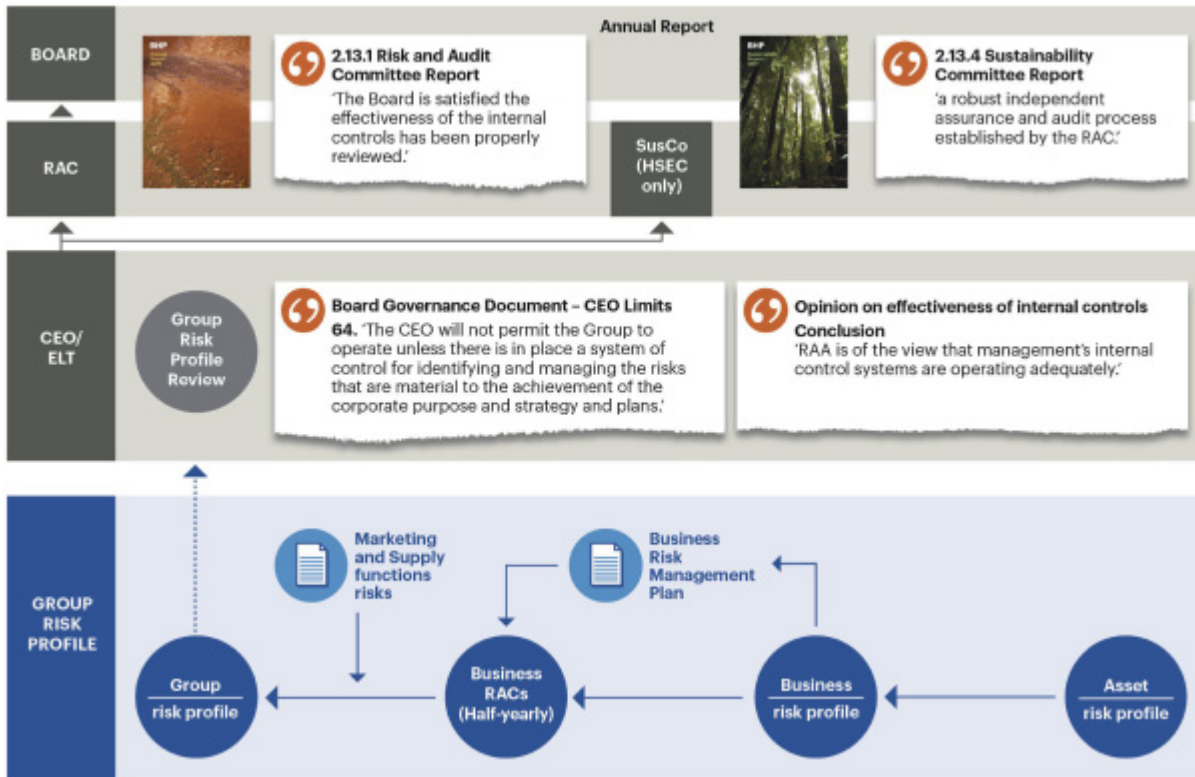 BOARD
Annual Report
BHP
2.13.1 Risk and Audit
Committee Report
‘The Board is satisfied the
effectiveness of the internal
controls has been properly
reviewed.’
BHP
2.13.4 Sustainability
Committee Report
‘a robust independent
assurance and audit process
established by the RAC.’
RAC
SusCo
(HSEC
only)
CEO/
ELT
Group
Risk
Profile
Review
Board Governance Document – CEO Limits
64. ‘The CEO will not permit the Group to
operate unless there is in place a system of
control for identifying and managing the risks
that are material to the achievement of the
corporate purpose and strategy and plans.’
Opinion on effectiveness of internal controls
Conclusion
‘RAA is of the view that management’s internal
control systems are operating adequately.’
GROUP
RISK
PROFILE
Marketing
and Supply
functions
risks
Business
Risk
Management
Plan
Group
risk profile
Business
RACs
(Half-yearly)
Business
risk profile
Asset
risk profile